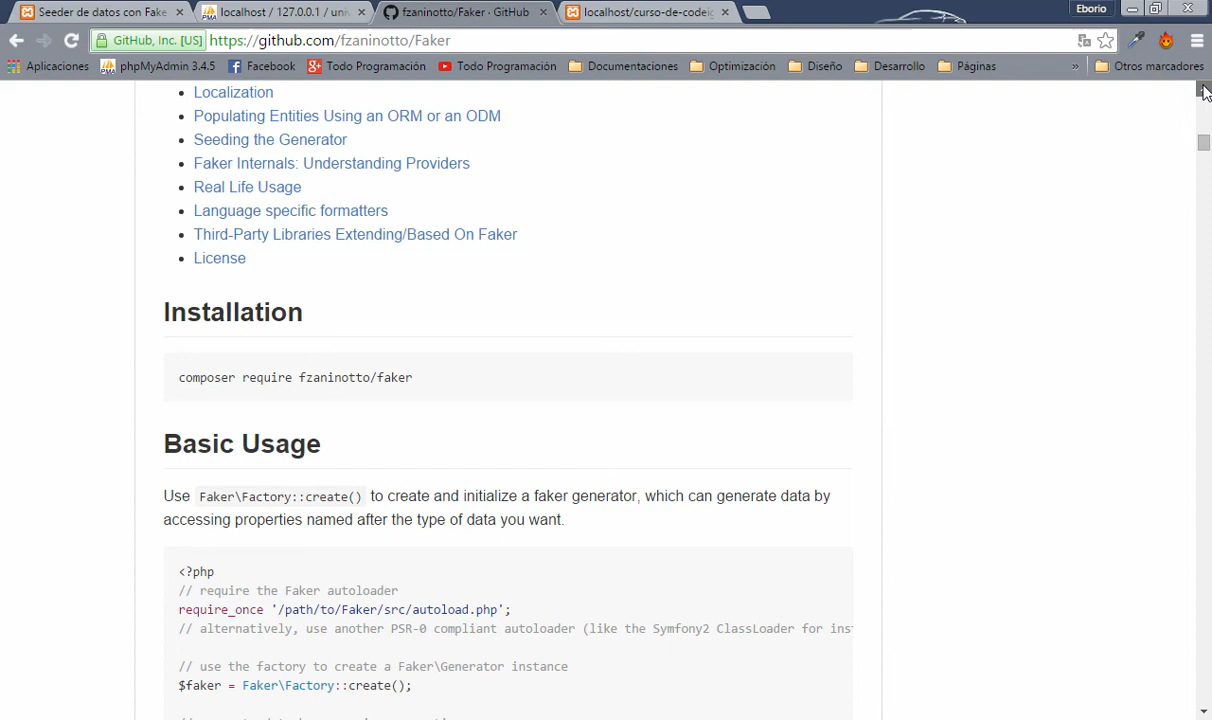 Seeder de datos con Fake
localhost / 127.0.0.1 / univ
fzaninotto/Faker · GitHub
localhost/curso-de-codeig
Eborio
GitHub, Inc. [US] https://github.com/fzaninotto/Faker
Aplicaciones phpMyAdmin 3.4.5 Facebook Todo Programación Todo Programación Documentaciones Optimización Diseño Desarrollo Páginas » Otros marcadores
Localization
Populating Entities Using an ORM or an ODM
Seeding the Generator
Faker Internals: Understanding Providers
Real Life Usage
Language specific formatters
Third-Party Libraries Extending/Based On Faker
License
Installation
composer require fzaninotto/faker
Basic Usage
Use Faker\Factory::create() to create and initialize a faker generator, which can generate data by
accessing properties named after the type of data you want.
<?php
// require the Faker autoloader
require_once '/path/to/Faker/src/autoload.php';
// alternatively, use another PSR-0 compliant autoloader (like the Symfony2 ClassLoader for inst
// use the factory to create a Faker\Generator instance
$faker = Faker\Factory::create();